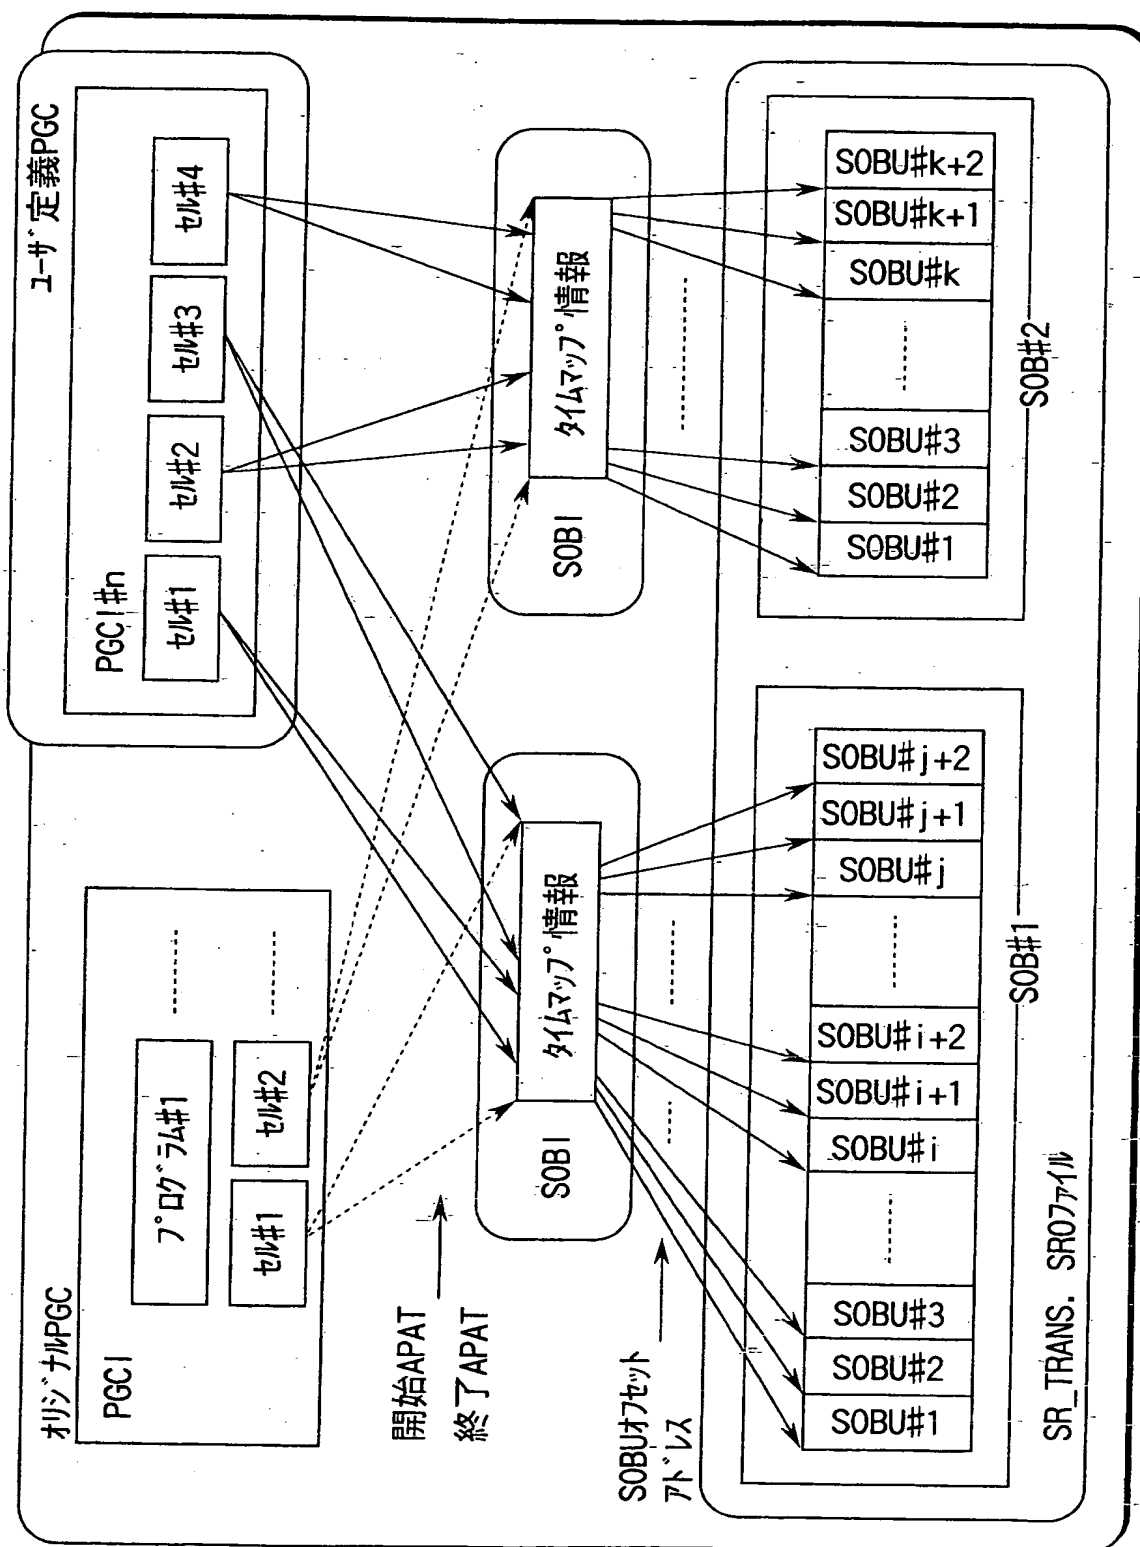 オリジナルPGC
PGCI
プログラム#1
セル#1
セル#2
ユーザ定義PGC
PGCI#n
セル#1
セル#2
セル#3
セル#4
開始APAT
終了APAT
SOBI
タイムマップ情報
SOBI
タイムマップ情報
SOBUオフセット
アドレス
SOBU#1
SOBU#2
SOBU#3
SOBU#i
SOBU#i+1
SOBU#i+2
SOBU#j
SOBU#j+1
SOBU#j+2
SOB#1
SOBU#1
SOBU#2
SOBU#3
SOBU#k
SOBU#k+1
SOBU#k+2
SOB#2
SR_TRANS. SROファイル